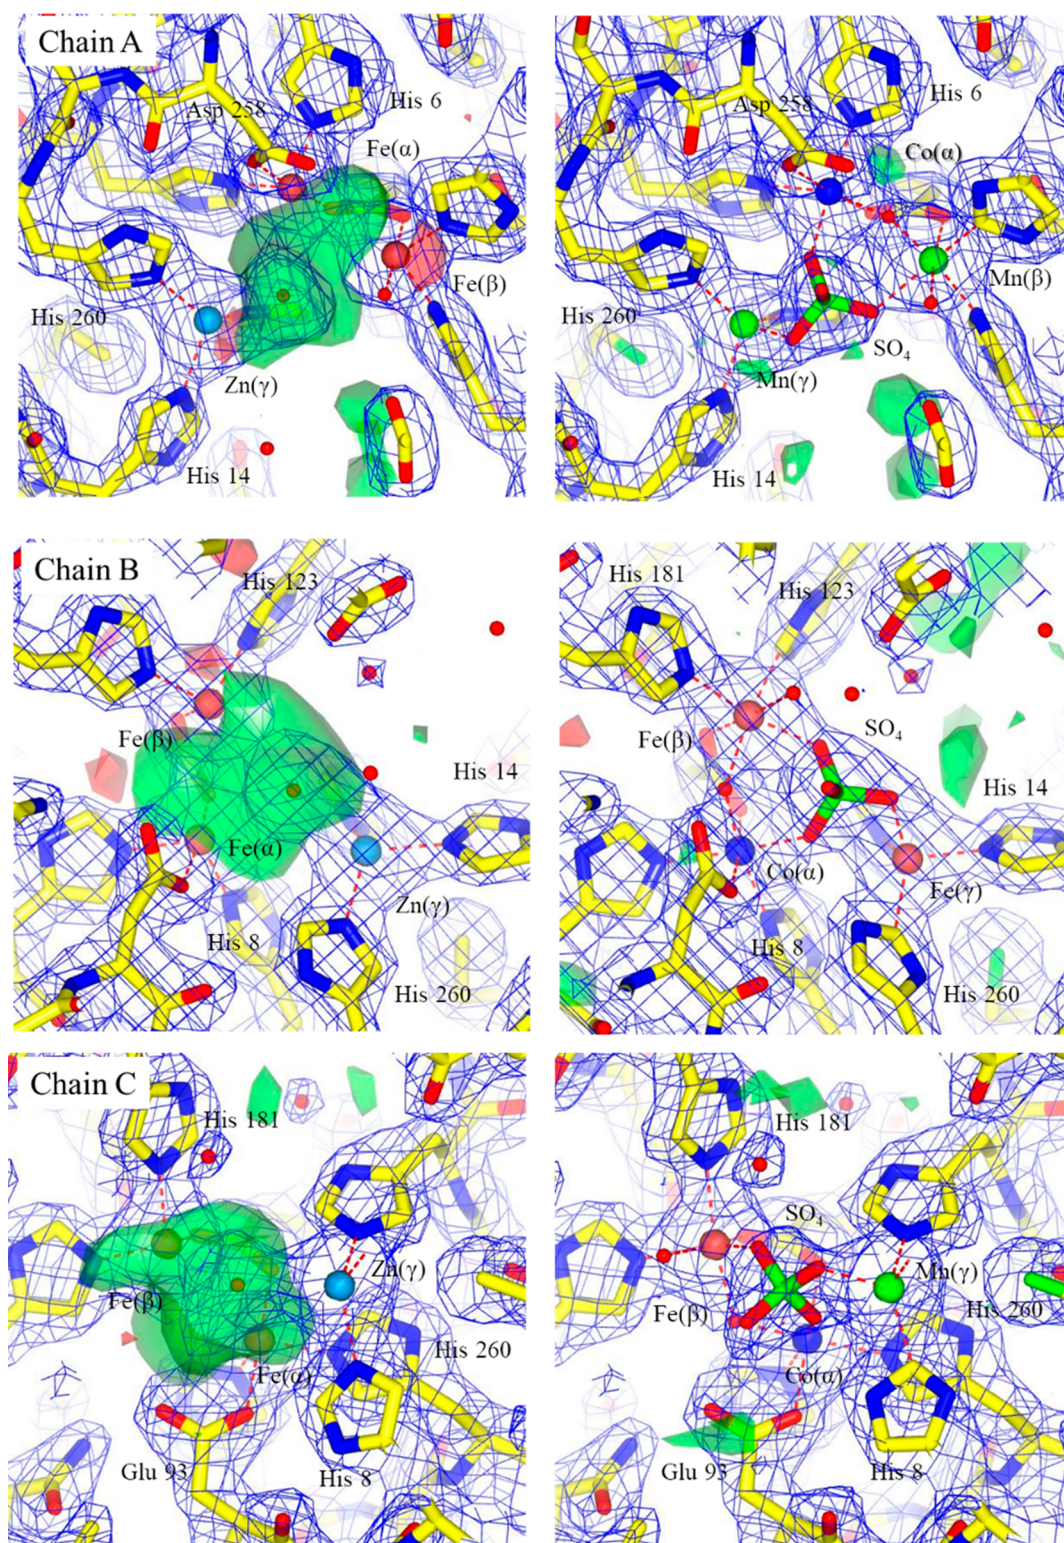 Chain A
Asp 258
His 6
Fe(α)
Fe(β)
His 260
Zn(γ)
His 14
Asp 258
His 6
Co(α)
Mn(β)
His 260
SO4
Mn(γ)
His 14
Chain B
His 123
Fe(β)
His 14
Fe(α)
Zn(γ)
His 8
His 260
His 181
His 123
SO4
Fe(β)
His 14
Co(α)
Fe(γ)
His 8
His 260
Chain C
His 181
Zn(γ)
Fe(β)
His 260
Fe(α)
Glu 93
His 8
His 181
SO4
Mn(γ)
Fe(β)
His 260
Co(α)
Glu 93
His 8